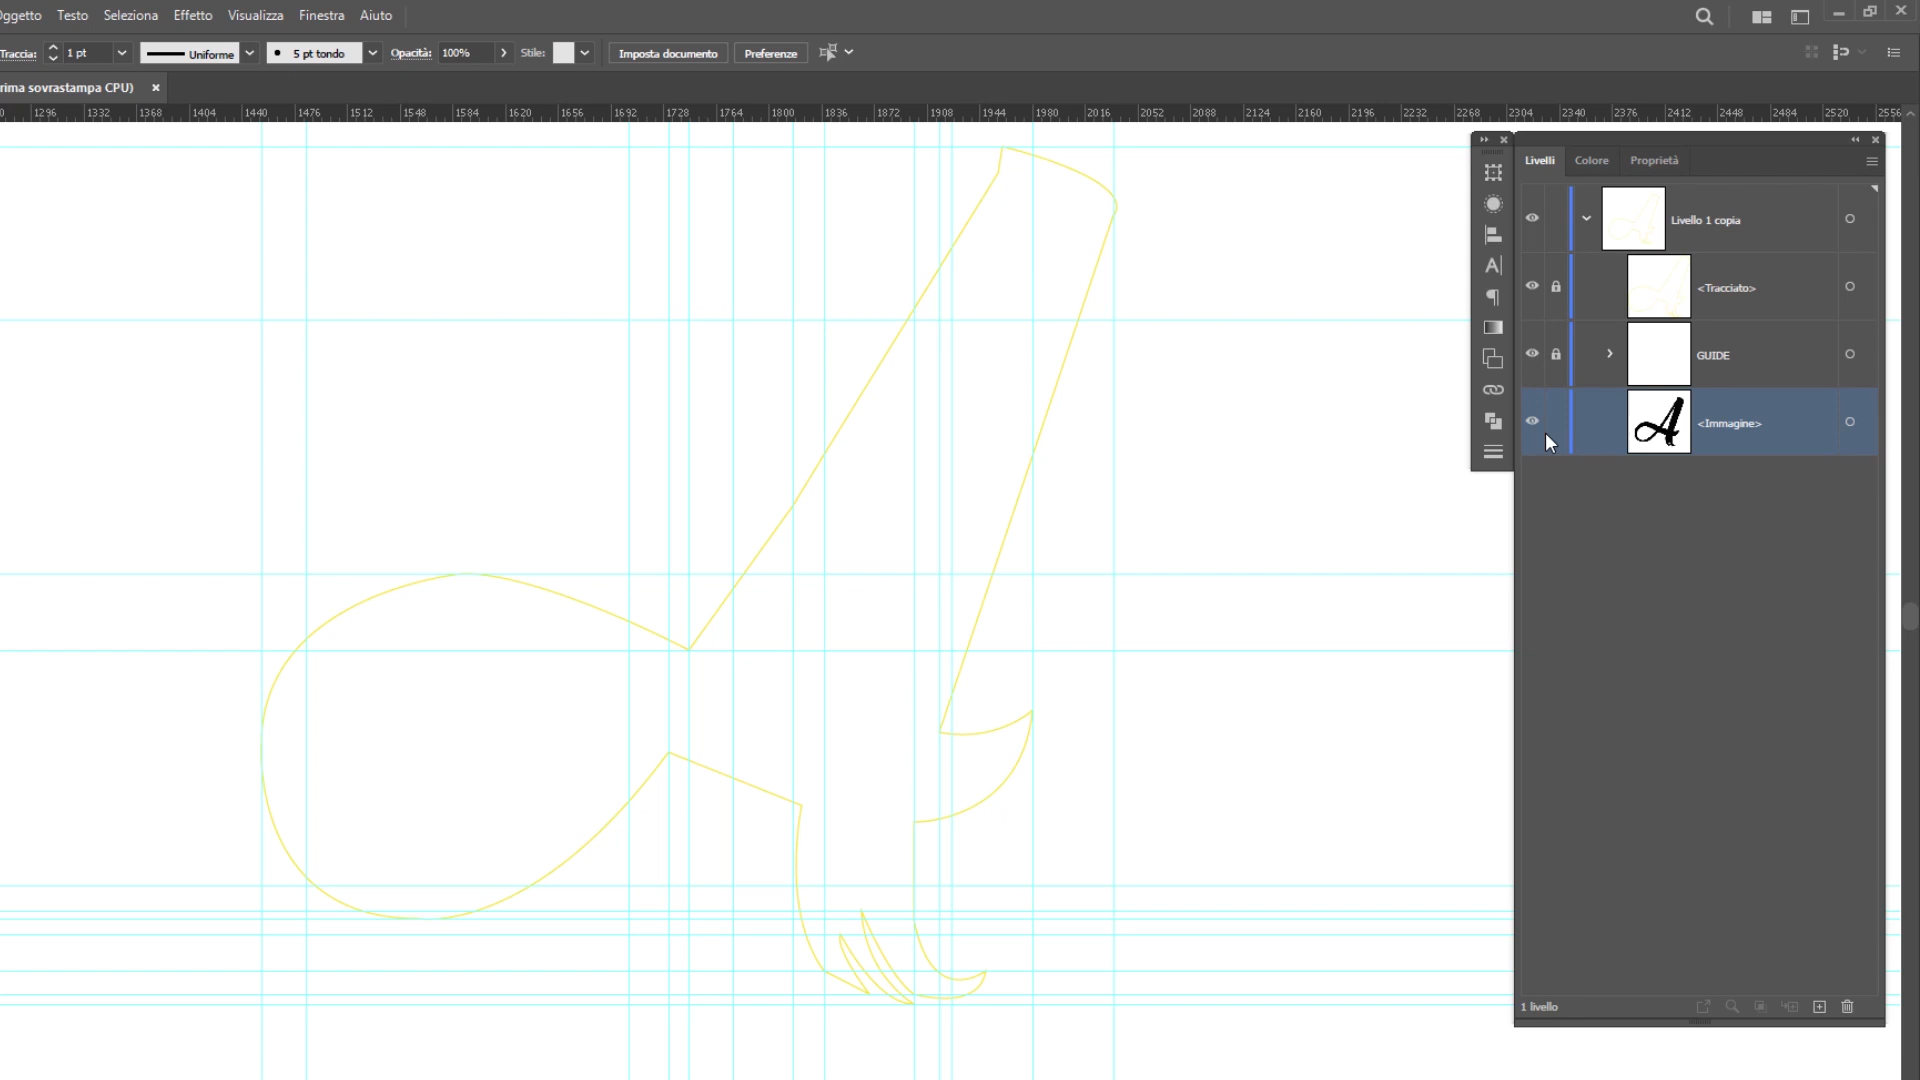 Oggetto Testo Seleziona Effetto Visualizza Finestra Aiuto
Traccia: 1 pt Uniforme 5 pt tondo Opacità: 100% Stile: Imposta documento Preferenze
rima sovrastampa CPU) ×
0 1296 1332 1368 1404 1440 1476 1512 1548 1584 1620 1656 1692 1728 1764 1800 1836 1872 1908 1944 1980 2016 2052 2088 2124 2160 2196 2232 2268 2304 2340 2376 2412 2448 2484 2520 2556
Livelli Colore Proprietà
Livello 1 copia
<Tracciato>
GUIDE
A <Immagine>
1 livello